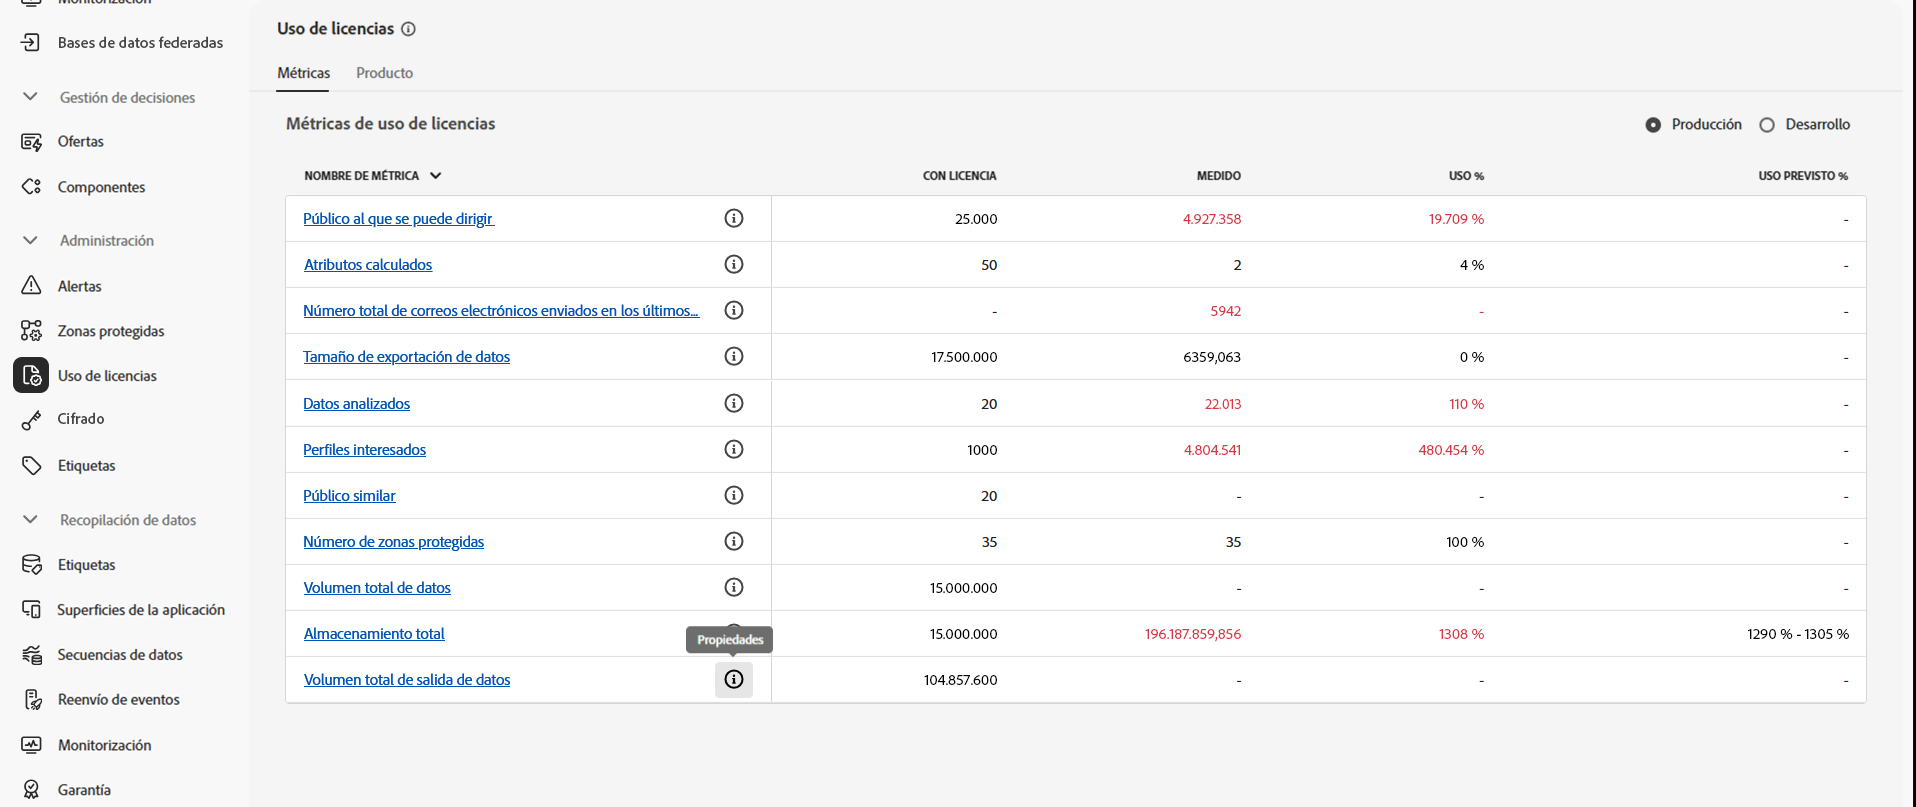 Monitorización
Bases de datos federadas
Gestión de decisiones
Ofertas
Componentes
Administración
Alertas
Zonas protegidas
Uso de licencias
Cifrado
Etiquetas
Recopilación de datos
Etiquetas
Superficies de la aplicación
Secuencias de datos
Reenvío de eventos
Monitorización
Garantía
Uso de licencias
Métricas Producto
Métricas de uso de licencias
Producción Desarrollo
NOMBRE DE MÉTRICA CON LICENCIA MEDIDO USO % USO PREVISTO %
Público al que se puede dirigir 25.000 4.927.358 19.709 % -
Atributos calculados 50 2 4 % -
Número total de correos electrónicos enviados en los últimos... - 5942 - -
Tamaño de exportación de datos 17.500.000 6359,063 0 % -
Datos analizados 20 22.013 110 % -
Perfiles interesados 1000 4.804.541 480.454 % -
Público similar 20 - - -
Número de zonas protegidas 35 35 100 % -
Volumen total de datos 15.000.000 - - -
Almacenamiento total 15.000.000 196.187.859,856 1308 % 1290 % - 1305 %
Propiedades
Volumen total de salida de datos 104.857.600 - - -